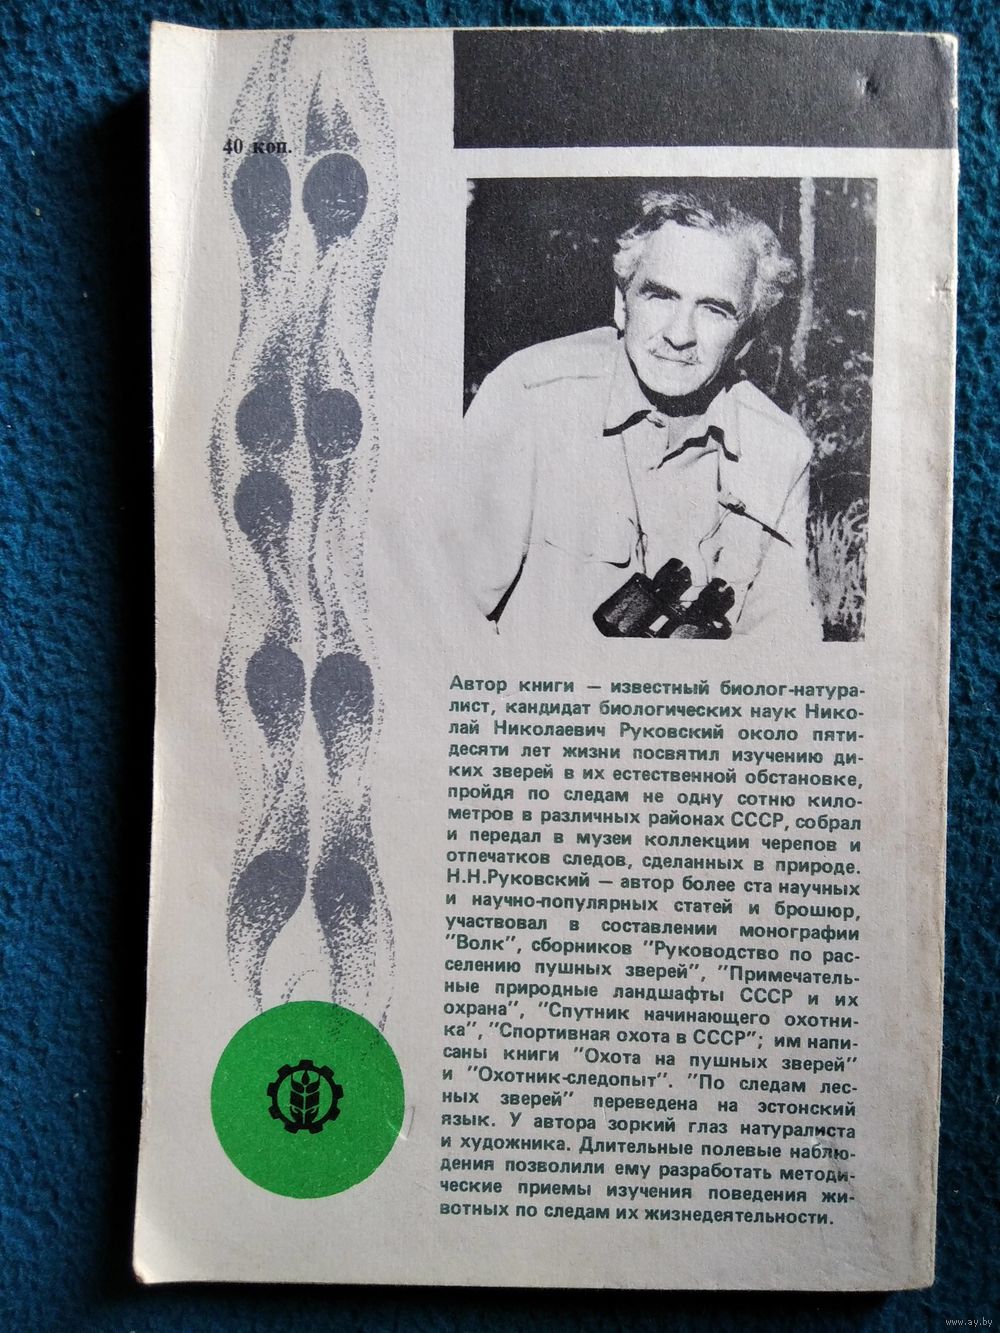 40 коп.
Автор книги — известный биолог-натура-
лист, кандидат биологических наук Нико-
лай Николаевич Руковский около пяти-
десяти лет жизни посвятил изучению ди-
ких зверей в их естественной обстановке,
пройдя по следам не одну сотню кило-
метров в различных районах СССР, собрал
и передал в музеи коллекции черепов и
отпечатков следов, сделанных в природе.
Н.Н.Руковский — автор более ста научных
и научно-популярных статей и брошюр,
участвовал в составлении монографии
"Волк", сборников "Руководство по рас-
селению пушных зверей", "Примечатель-
ные природные ландшафты СССР и их
охрана", "Спутник начинающего охотни-
ка", "Спортивная охота в СССР"; им напи-
саны книги "Охота на пушных зверей"
и "Охотник-следопыт". "По следам лес-
ных зверей" переведена на эстонский
язык. У автора зоркий глаз натуралиста
и художника. Длительные полевые наблю-
дения позволили ему разработать методи-
ческие приемы изучения поведения жи-
вотных по следам их жизнедеятельности.
www.ay.by